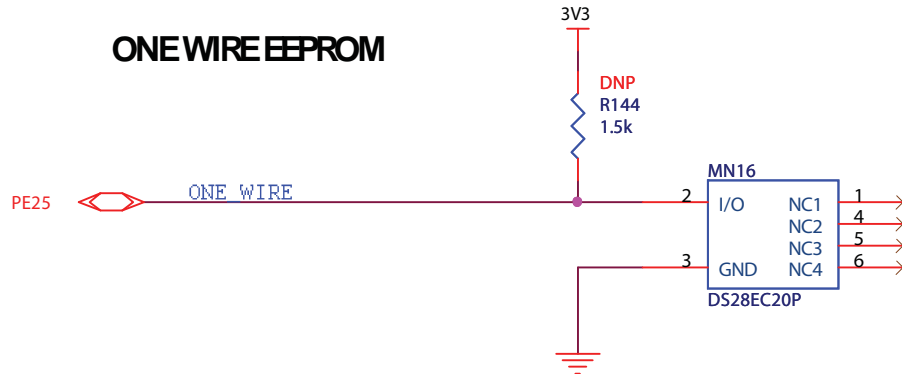 3V3
ONE WIRE EEPROM
DNP
R144
1.5k
MN16
PE25
ONE WIRE
2
I/O
NC1
1
NC2
4
NC3
5
3
GND
NC4
6
DS28EC20P